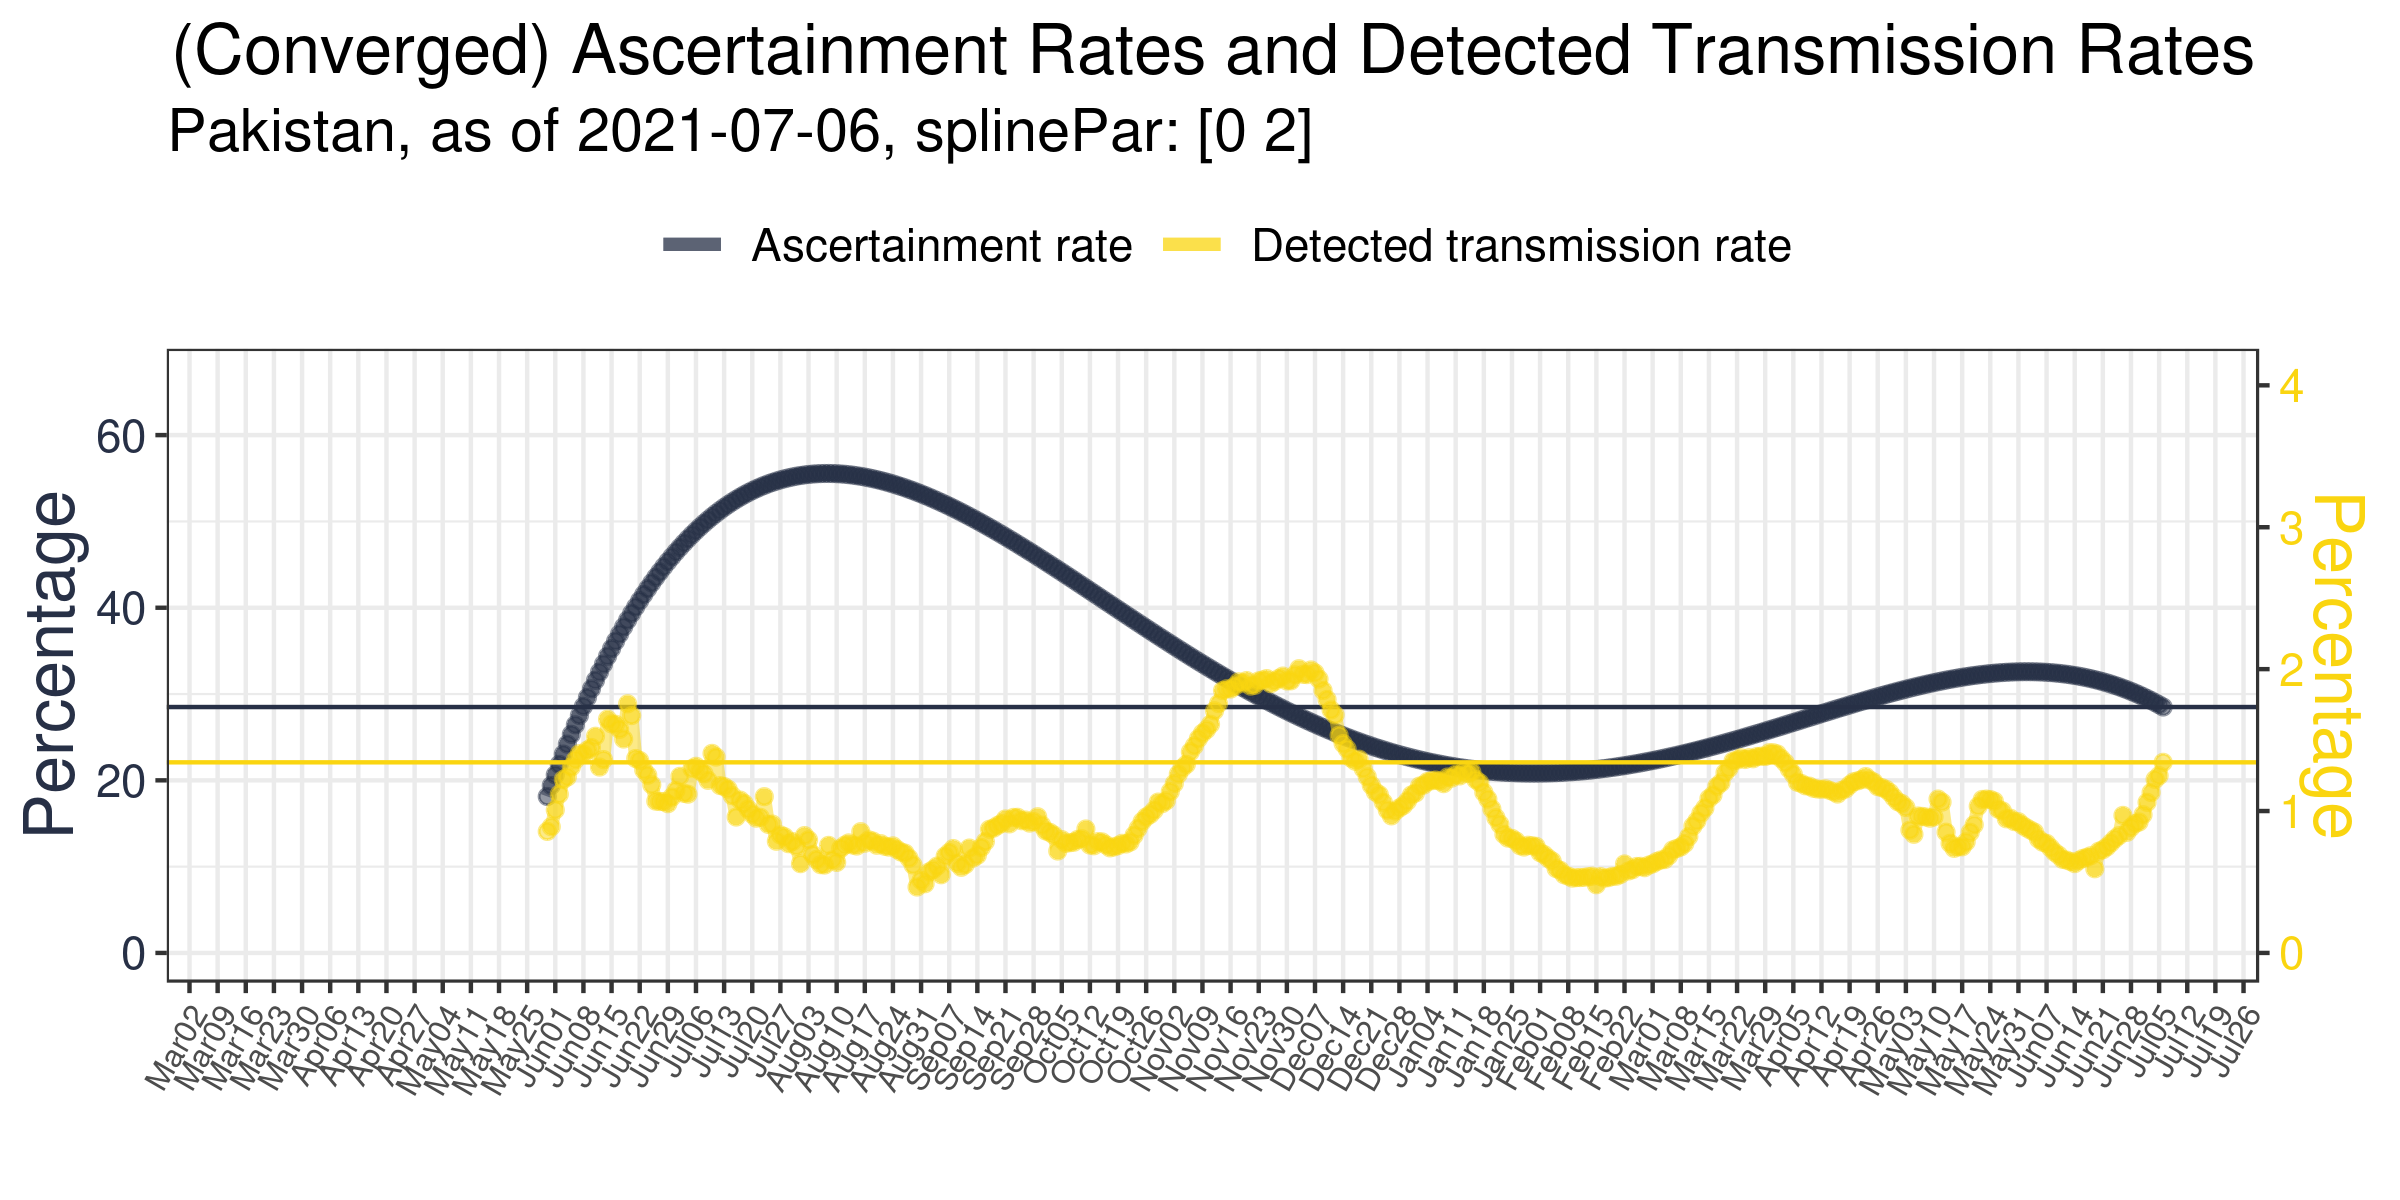 (Converged) Ascertainment Rates and Detected Transmission Rates
Pakistan, as of 2021-07-06, splinePar: [0 2]
Ascertainment rate
Detected transmission rate
Percentage
60
40
20
0
4
3
2
1
0
Percentage
Mar02
Mar09
Mar16
Mar23
Mar30
Apr06
Apr13
Apr20
Apr27
May04
May11
May18
May25
Jun01
Jun08
Jun15
Jun22
Jun29
Jul06
Jul13
Jul20
Jul27
Aug03
Aug10
Aug17
Aug24
Aug31
Sep07
Sep14
Sep21
Sep28
Oct05
Oct12
Oct19
Oct26
Nov02
Nov09
Nov16
Nov23
Nov30
Dec07
Dec14
Dec21
Dec28
Jan04
Jan11
Jan18
Jan25
Feb01
Feb08
Feb15
Feb22
Mar01
Mar08
Mar15
Mar22
Mar29
Apr05
Apr12
Apr19
Apr26
May03
May10
May17
May24
May31
Jun07
Jun14
Jun21
Jun28
Jul05
Jul12
Jul19
Jul26